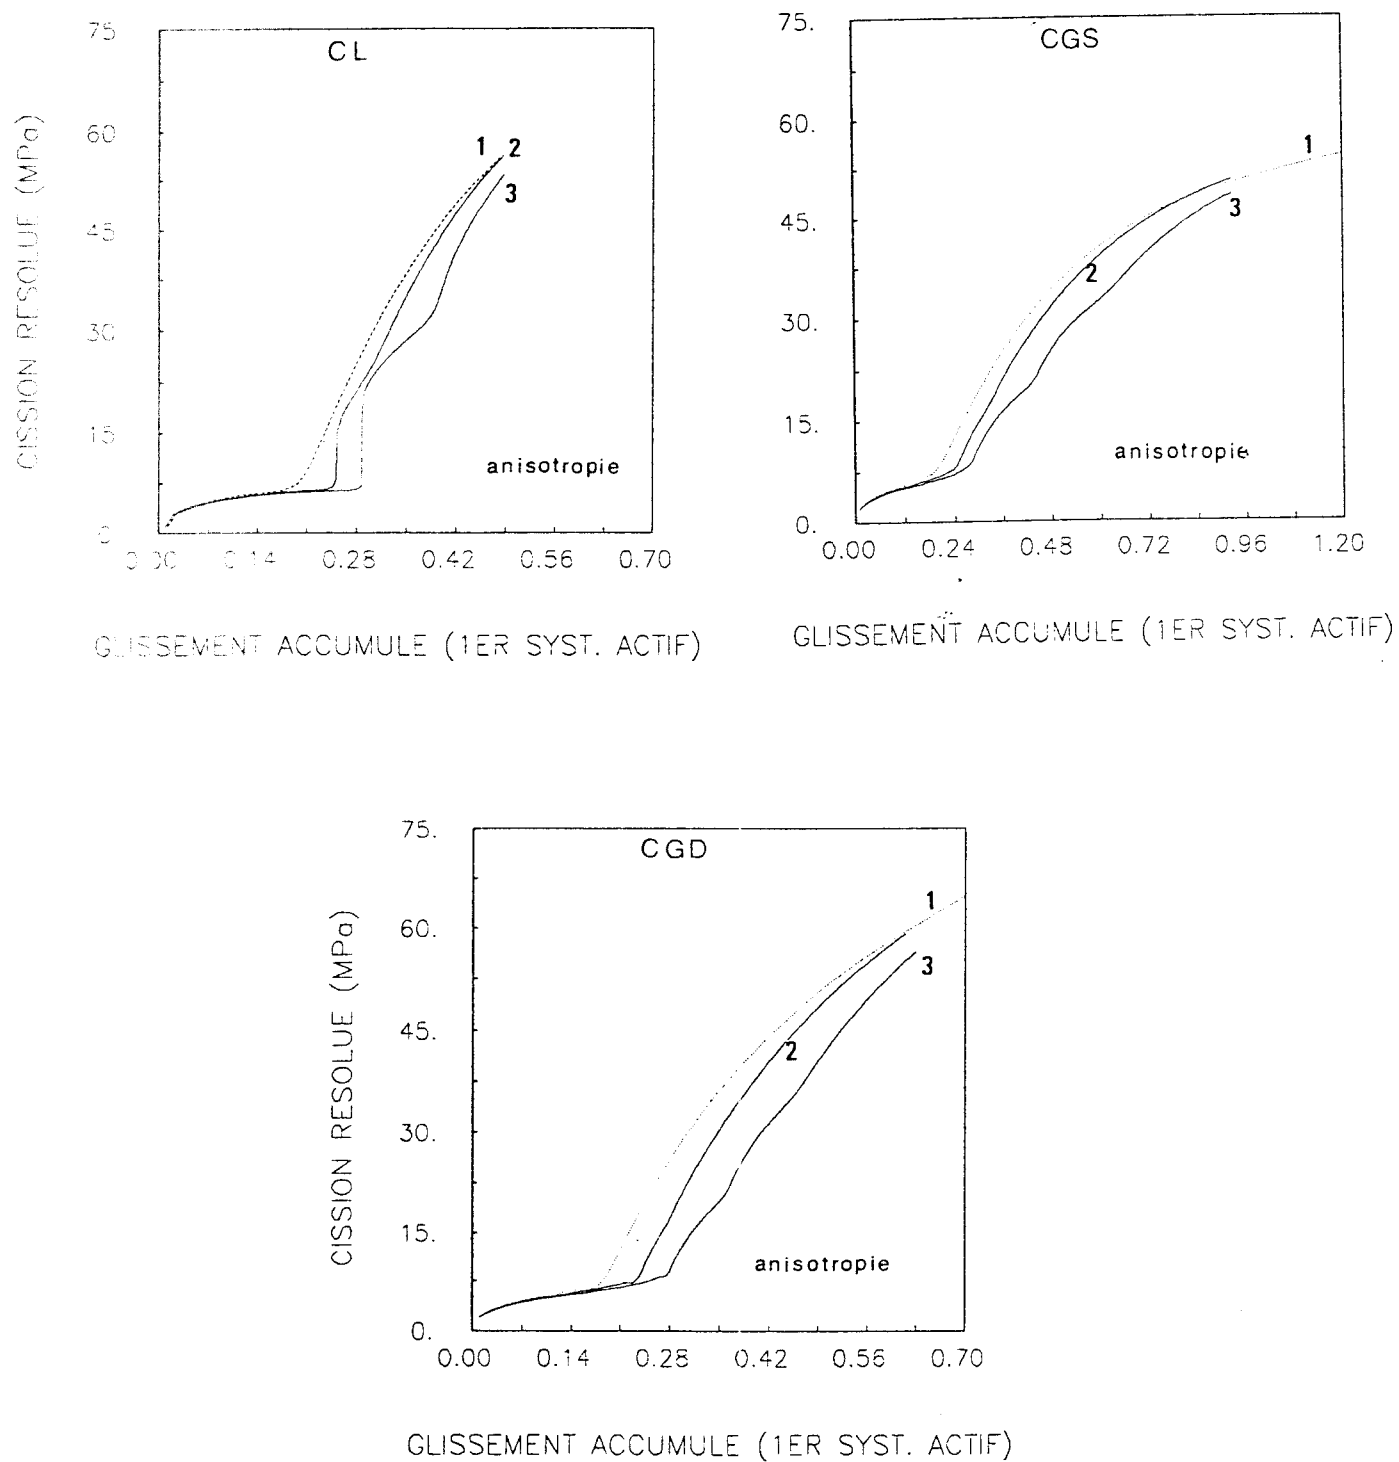 CL
CISSION RESOLUE (MPa)
75
60
45
30
15
0
1 2
3
anisotropie
0.00 0.14 0.28 0.42 0.56 0.70
GLISSEMENT ACCUMULE (1ER SYST. ACTIF)
CGS
75.
60.
45.
30.
15.
0.
1
2
3
anisotropie
0.00 0.24 0.48 0.72 0.96 1.20
GLISSEMENT ACCUMULE (1ER SYST. ACTIF)
CGD
CISSION RESOLUE (MPa)
75.
60.
45.
30.
15.
0.
1
2
3
anisotropie
0.00 0.14 0.28 0.42 0.56 0.70
GLISSEMENT ACCUMULE (1ER SYST. ACTIF)